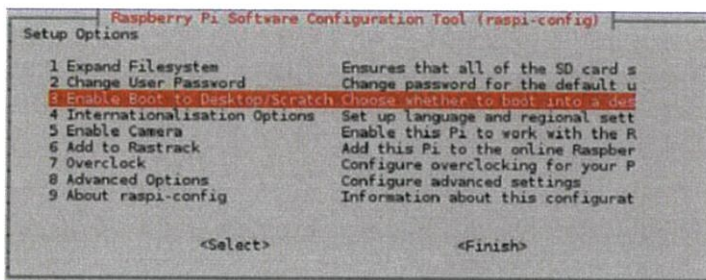 Raspberry Pi Software Configuration Tool (raspi-config)
Setup Options
1 Expand Filesystem Ensures that all of the SD card s
2 Change User Password Change password for the default u
3 Enable Boot to Desktop/Scratch Choose whether to boot into a des
4 Internationalisation Options Set up language and regional sett
5 Enable Camera Enable this Pi to work with the R
6 Add to Rastrack Add this Pi to the online Raspber
7 Overclock Configure overclocking for your P
8 Advanced Options Configure advanced settings
9 About raspi-config Information about this configurat
<Select> <Finish>